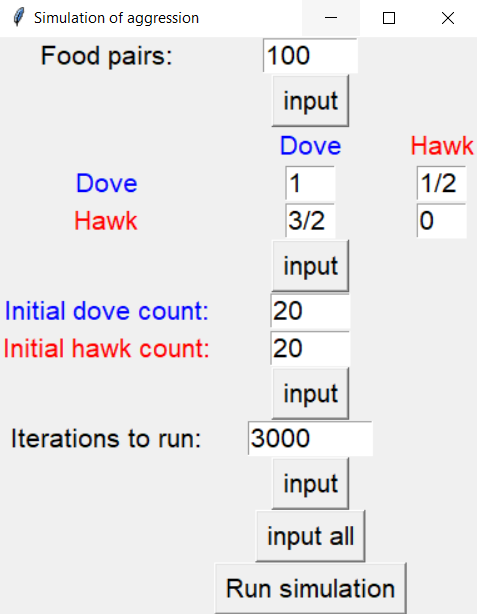 Simulation of aggression
Food pairs: 100
input
Dove Hawk
Dove 1 1/2
Hawk 3/2 0
input
Initial dove count: 20
Initial hawk count: 20
input
Iterations to run: 3000
input
input all
Run simulation